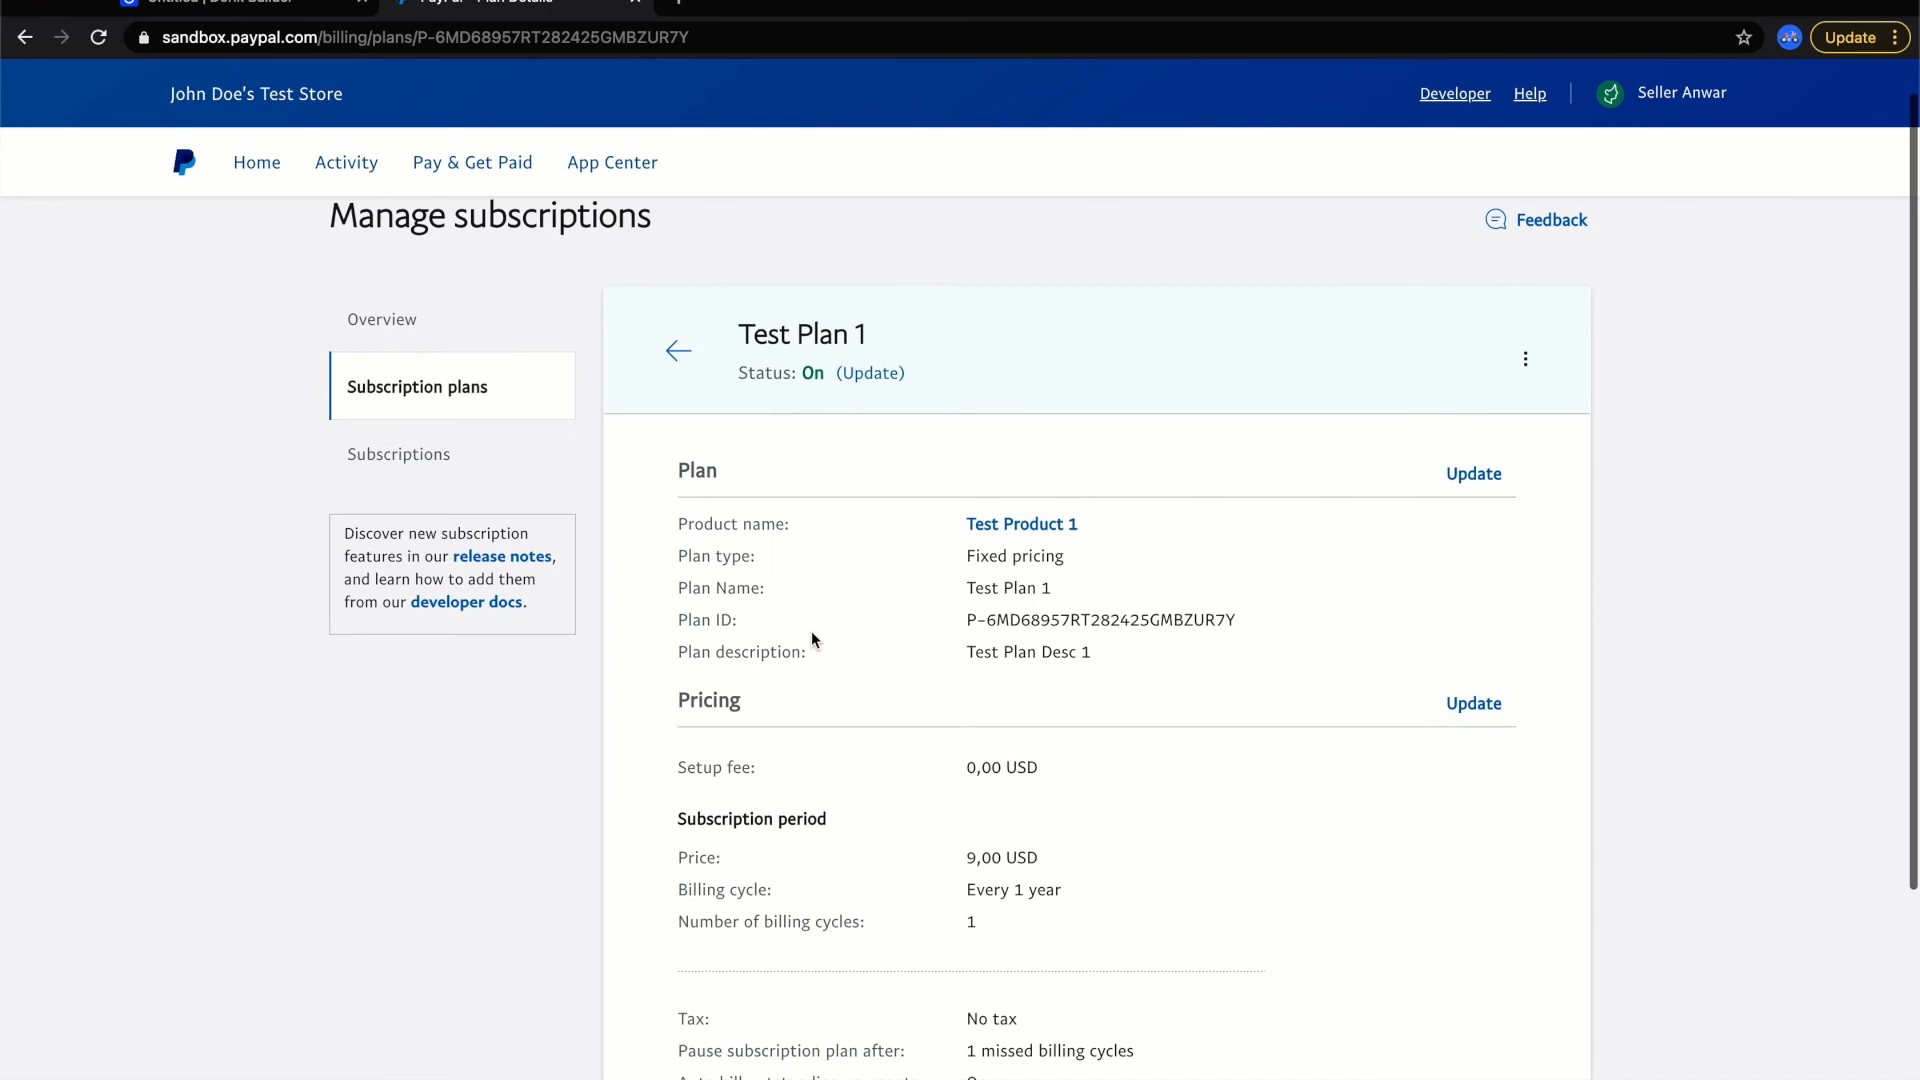 sandbox.paypal.com/billing/plans/P-6MD68957RT282425GMBZUR7Y
Update
John Doe's Test Store
Developer
Help
Seller Anwar
Home
Activity
Pay & Get Paid
App Center
Manage subscriptions
Feedback
Overview
Subscription plans
Subscriptions
Discover new subscription
features in our release notes,
and learn how to add them
from our developer docs.
Test Plan 1
Status: On (Update)
Plan
Update
Product name: Test Product 1
Plan type: Fixed pricing
Plan Name: Test Plan 1
Plan ID: P-6MD68957RT282425GMBZUR7Y
Plan description: Test Plan Desc 1
Pricing
Update
Setup fee: 0,00 USD
Subscription period
Price: 9,00 USD
Billing cycle: Every 1 year
Number of billing cycles: 1
Tax: No tax
Pause subscription plan after: 1 missed billing cycles